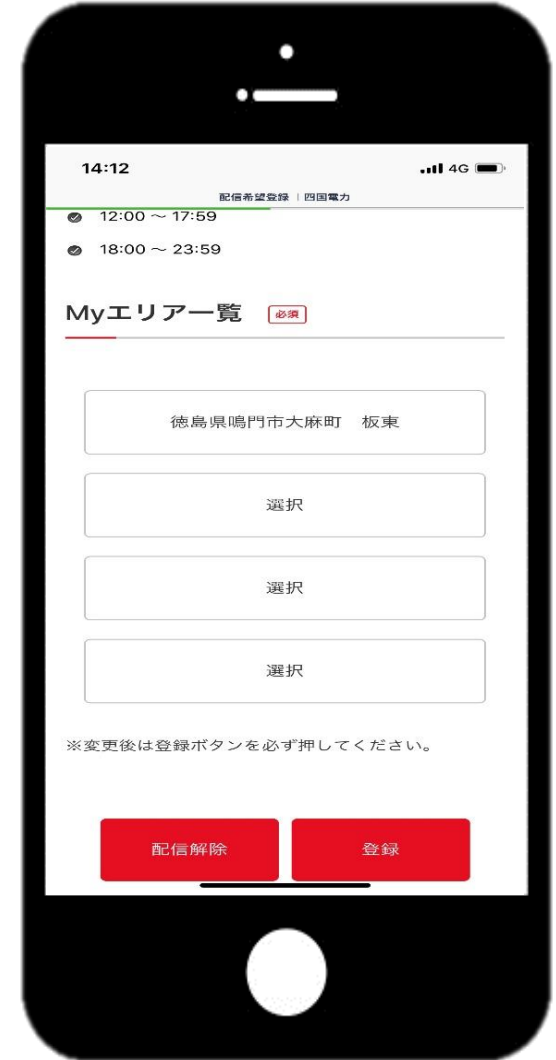 14:12 4G
配信希望登録 | 四国電力
12:00 ～ 17:59
18:00 ～ 23:59
Myエリア一覧 必須
徳島県鳴門市大麻町　板東
選択
選択
選択
※変更後は登録ボタンを必ず押してください。
配信解除 登録